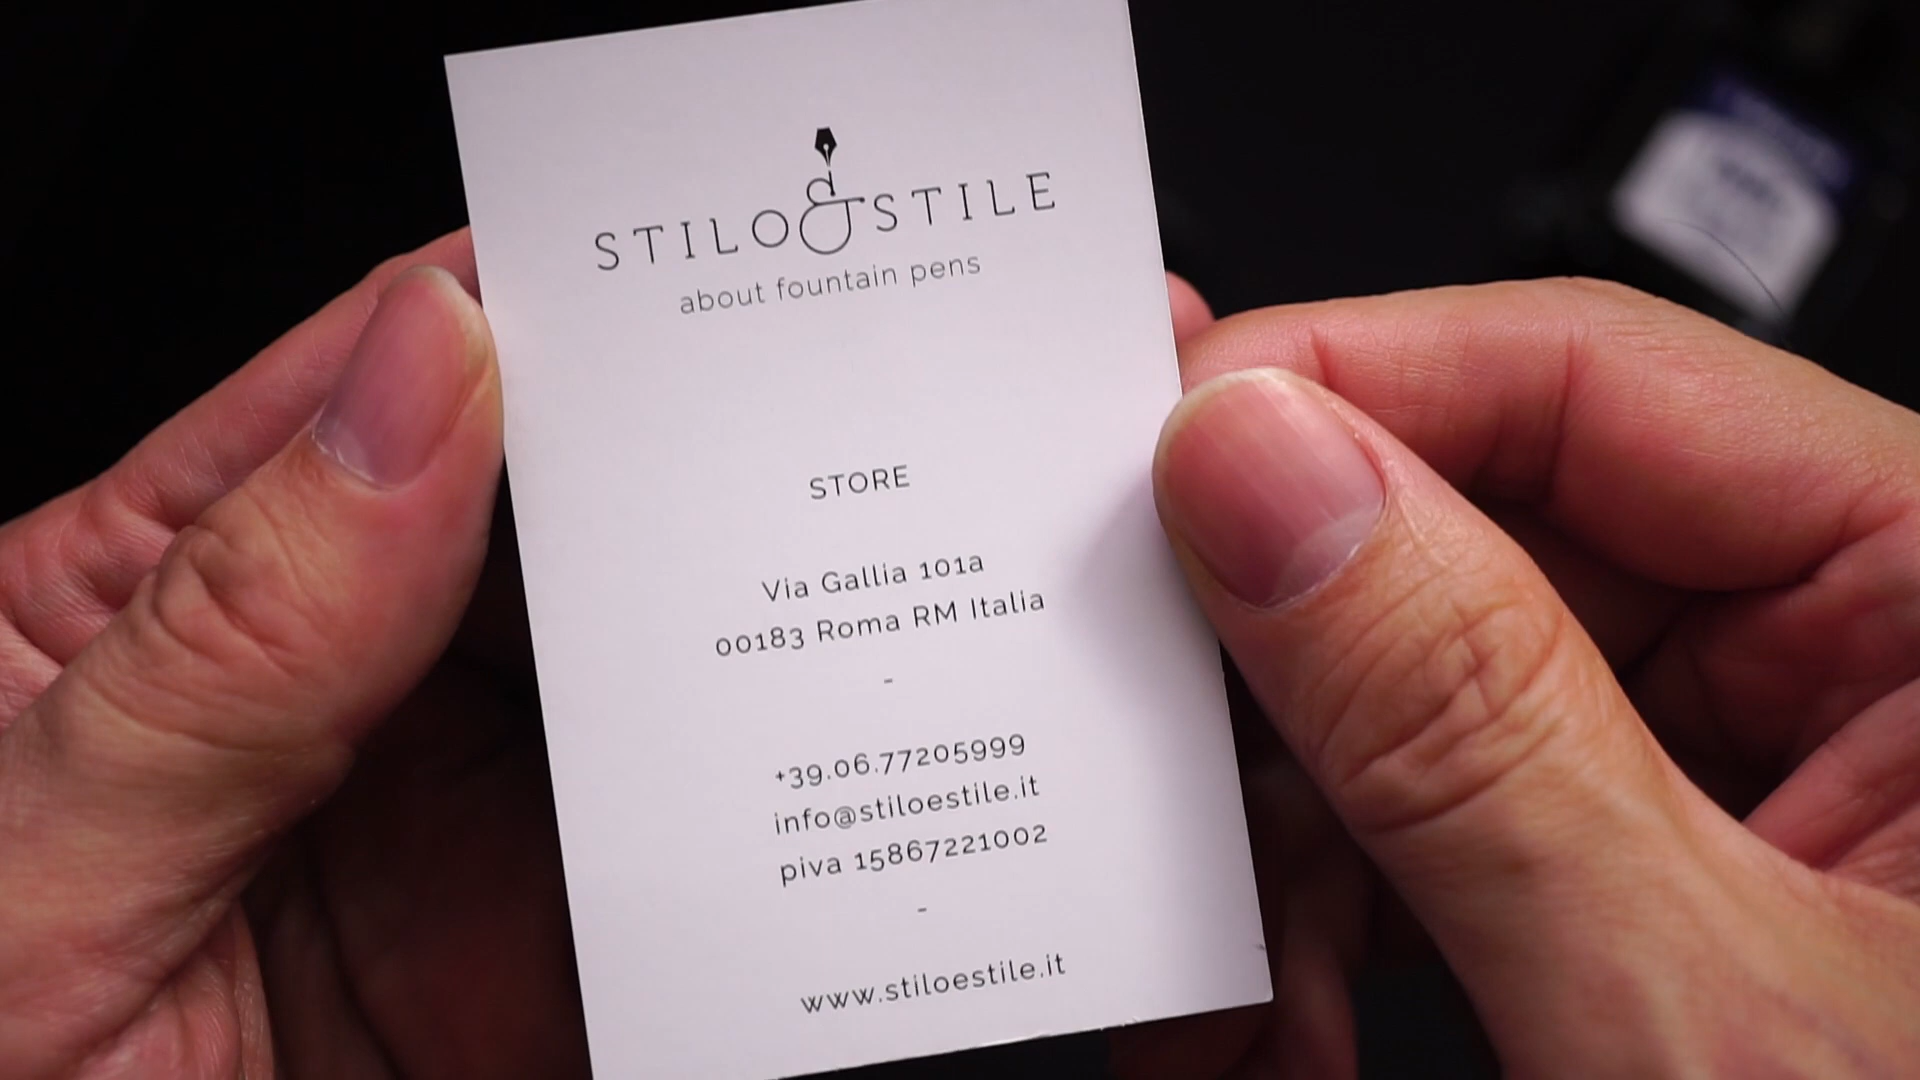 STILO&STILE
about fountain pens
STORE
Via Gallia 101a
00183 Roma RM Italia
-
+39.06.77205999
info@stiloestile.it
piva 15867221002
-
www.stiloestile.it